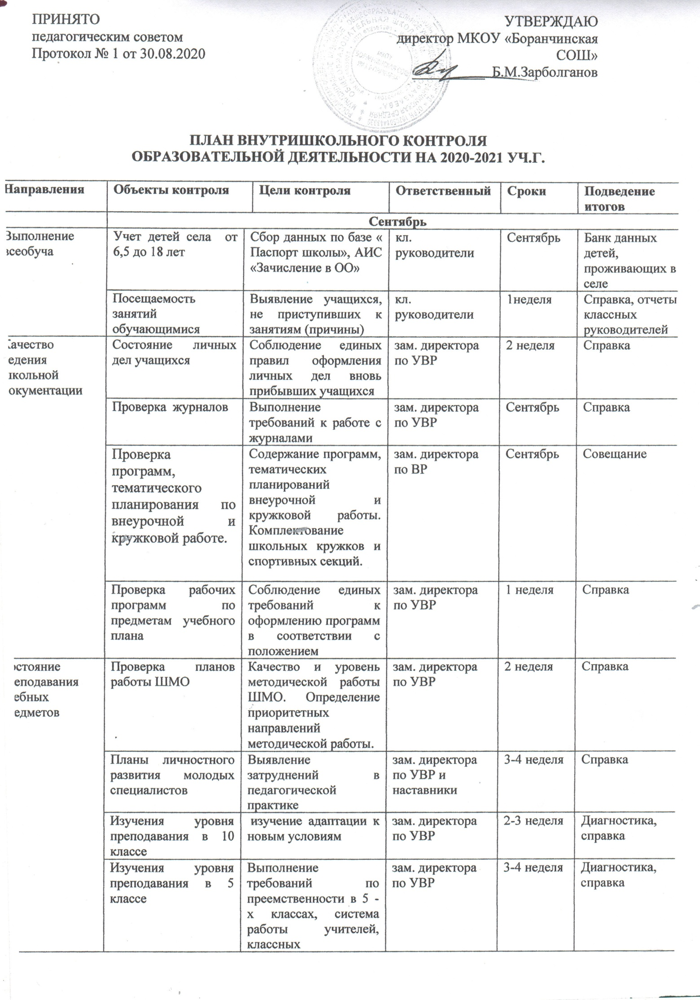 ПРИНЯТО
педагогическим советом
Протокол № 1 от 30.08.2020
УТВЕРЖДАЮ
директор МКОУ «Боранчинская
СОШ»
Б.М.Зарболганов
ПЛАН ВНУТРИШКОЛЬНОГО КОНТРОЛЯ
ОБРАЗОВАТЕЛЬНОЙ ДЕЯТЕЛЬНОСТИ НА 2020-2021 УЧ.Г.
Направления
Объекты контроля
Цели контроля
Ответственный
Сроки
Подведение
итогов
Сентябрь
Выполнение
всеобуча
Учет детей села от
6,5 до 18 лет
Сбор данных по базе «
Паспорт школы», АИС
«Зачисление в ОО»
кл.
руководители
Сентябрь
Банк данных
детей,
проживающих в
селе
Посещаемость
занятий
обучающимися
Выявление учащихся,
не приступивших к
занятиям (причины)
кл.
руководители
1неделя
Справка, отчеты
классных
руководителей
ачество
едения
кольной
окументации
Состояние личных
дел учащихся
Соблюдение единых
правил оформления
личных дел вновь
прибывших учащихся
зам. директора
по УВР
2 неделя
Справка
Проверка журналов
Выполнение
требований к работе с
журналами
зам. директора
по УВР
Сентябрь
Справка
Проверка
программ,
тематического
планирования по
внеурочной и
кружковой работе.
Содержание программ,
тематических
планирований
внеурочной и
кружковой работы.
Комплектование
школьных кружков и
спортивных секций.
зам. директора
по ВР
Сентябрь
Совещание
Проверка рабочих
программ по
предметам учебного
плана
Соблюдение единых
требований к
оформлению программ
в соответствии с
положением
зам. директора
по УВР
1 неделя
Справка
остояние
еподавания
ебных
едметов
Проверка планов
работы ШМО
Качество и уровень
методической работы
ШМО. Определение
приоритетных
направлений
методической работы.
зам. директора
по УВР
2 неделя
Справка
Планы личностного
развития молодых
специалистов
Выявление
затруднений в
педагогической
практике
зам. директора
по УВР и
наставники
3-4 неделя
Справка
Изучения уровня
преподавания в 10
классе
изучение адаптации к
новым условиям
зам. директора
по УВР
2-3 неделя
Диагностика,
справка
Изучения уровня
преподавания в 5
классе
Выполнение
требований по
преемственности в 5 -
х классах, система
работы учителей,
классных
зам. директора
по УВР
3-4 неделя
Диагностика,
справка